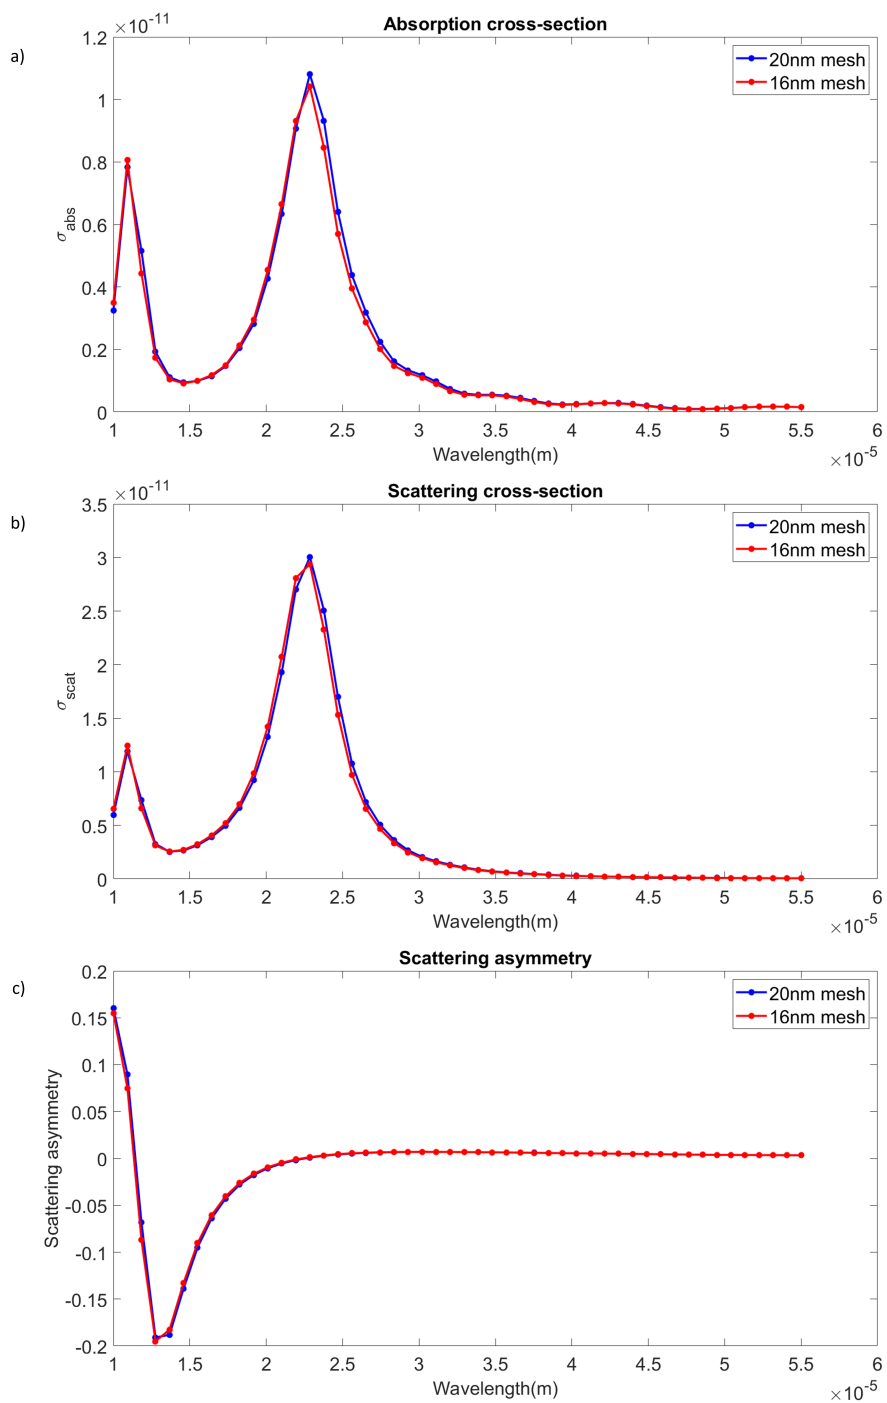 a)
×10⁻¹¹
Absorption cross-section
1.2
1
0.8
0.6
0.4
0.2
0
σabs
20nm mesh
16nm mesh
1 1.5 2 2.5 3 3.5 4 4.5 5 5.5 6
Wavelength(m)
×10⁻⁵
b)
×10⁻¹¹
Scattering cross-section
3.5
3
2.5
2
1.5
1
0.5
0
σscat
20nm mesh
16nm mesh
1 1.5 2 2.5 3 3.5 4 4.5 5 5.5 6
Wavelength(m)
×10⁻⁵
c)
Scattering asymmetry
0.2
0.15
0.1
0.05
0
-0.05
-0.1
-0.15
-0.2
Scattering asymmetry
20nm mesh
16nm mesh
1 1.5 2 2.5 3 3.5 4 4.5 5 5.5 6
Wavelength(m)
×10⁻⁵